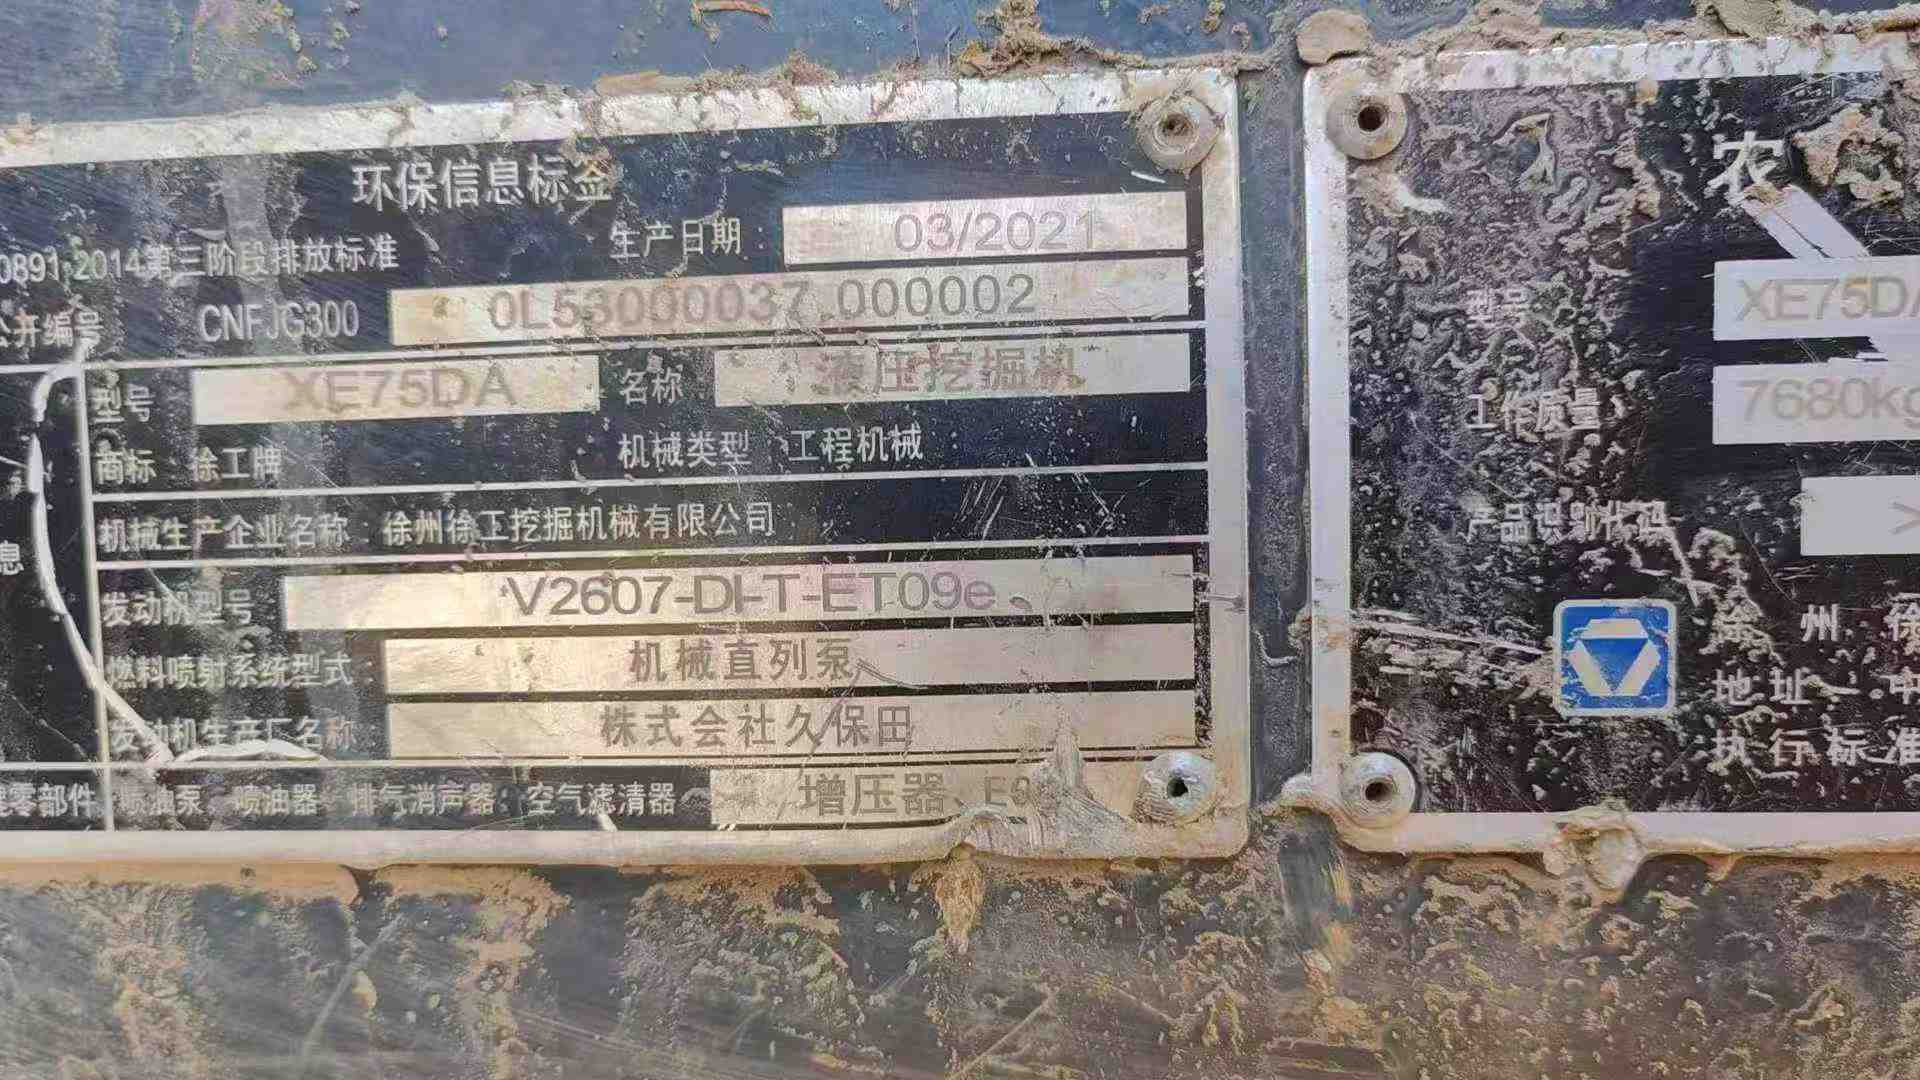 环保信息标签
0891-2014第三阶段排放标准 生产日期: 03/2021
开编号 CNFJG300 0L53000037 000002
型号 XE75DA 名称 液压挖掘机
商标 徐工牌 机械类型 工程机械
息
机械生产企业名称 徐州徐工挖掘机械有限公司
发动机型号 V2607-DI-T-ET09e
燃料喷射系统型式 机械直列泵
发动机生产厂名称 株式会社久保田
零部件 喷油泵 喷油器 排气消声器 空气滤清器 增压器、
农
型号 XE75DA
工作质量 7680kg
产品识别代码
徐 州 徐
地址 中
执行标准